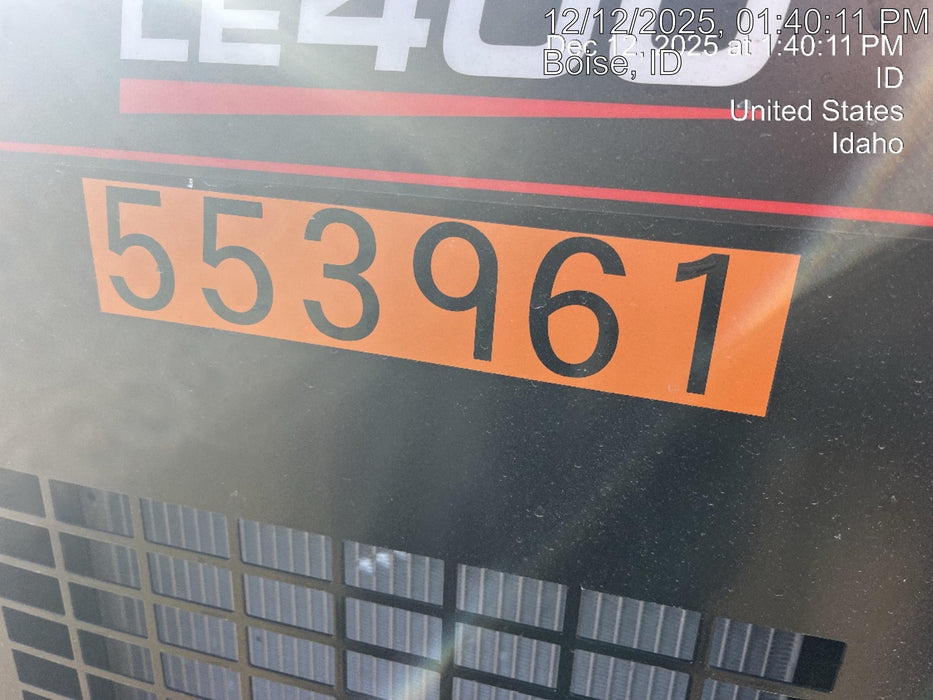 LE400
12/12/2025, 01:40:11 PM
Dec 12, 2025 at 1:40:11 PM
Boise, ID
ID
United States
Idaho
553961